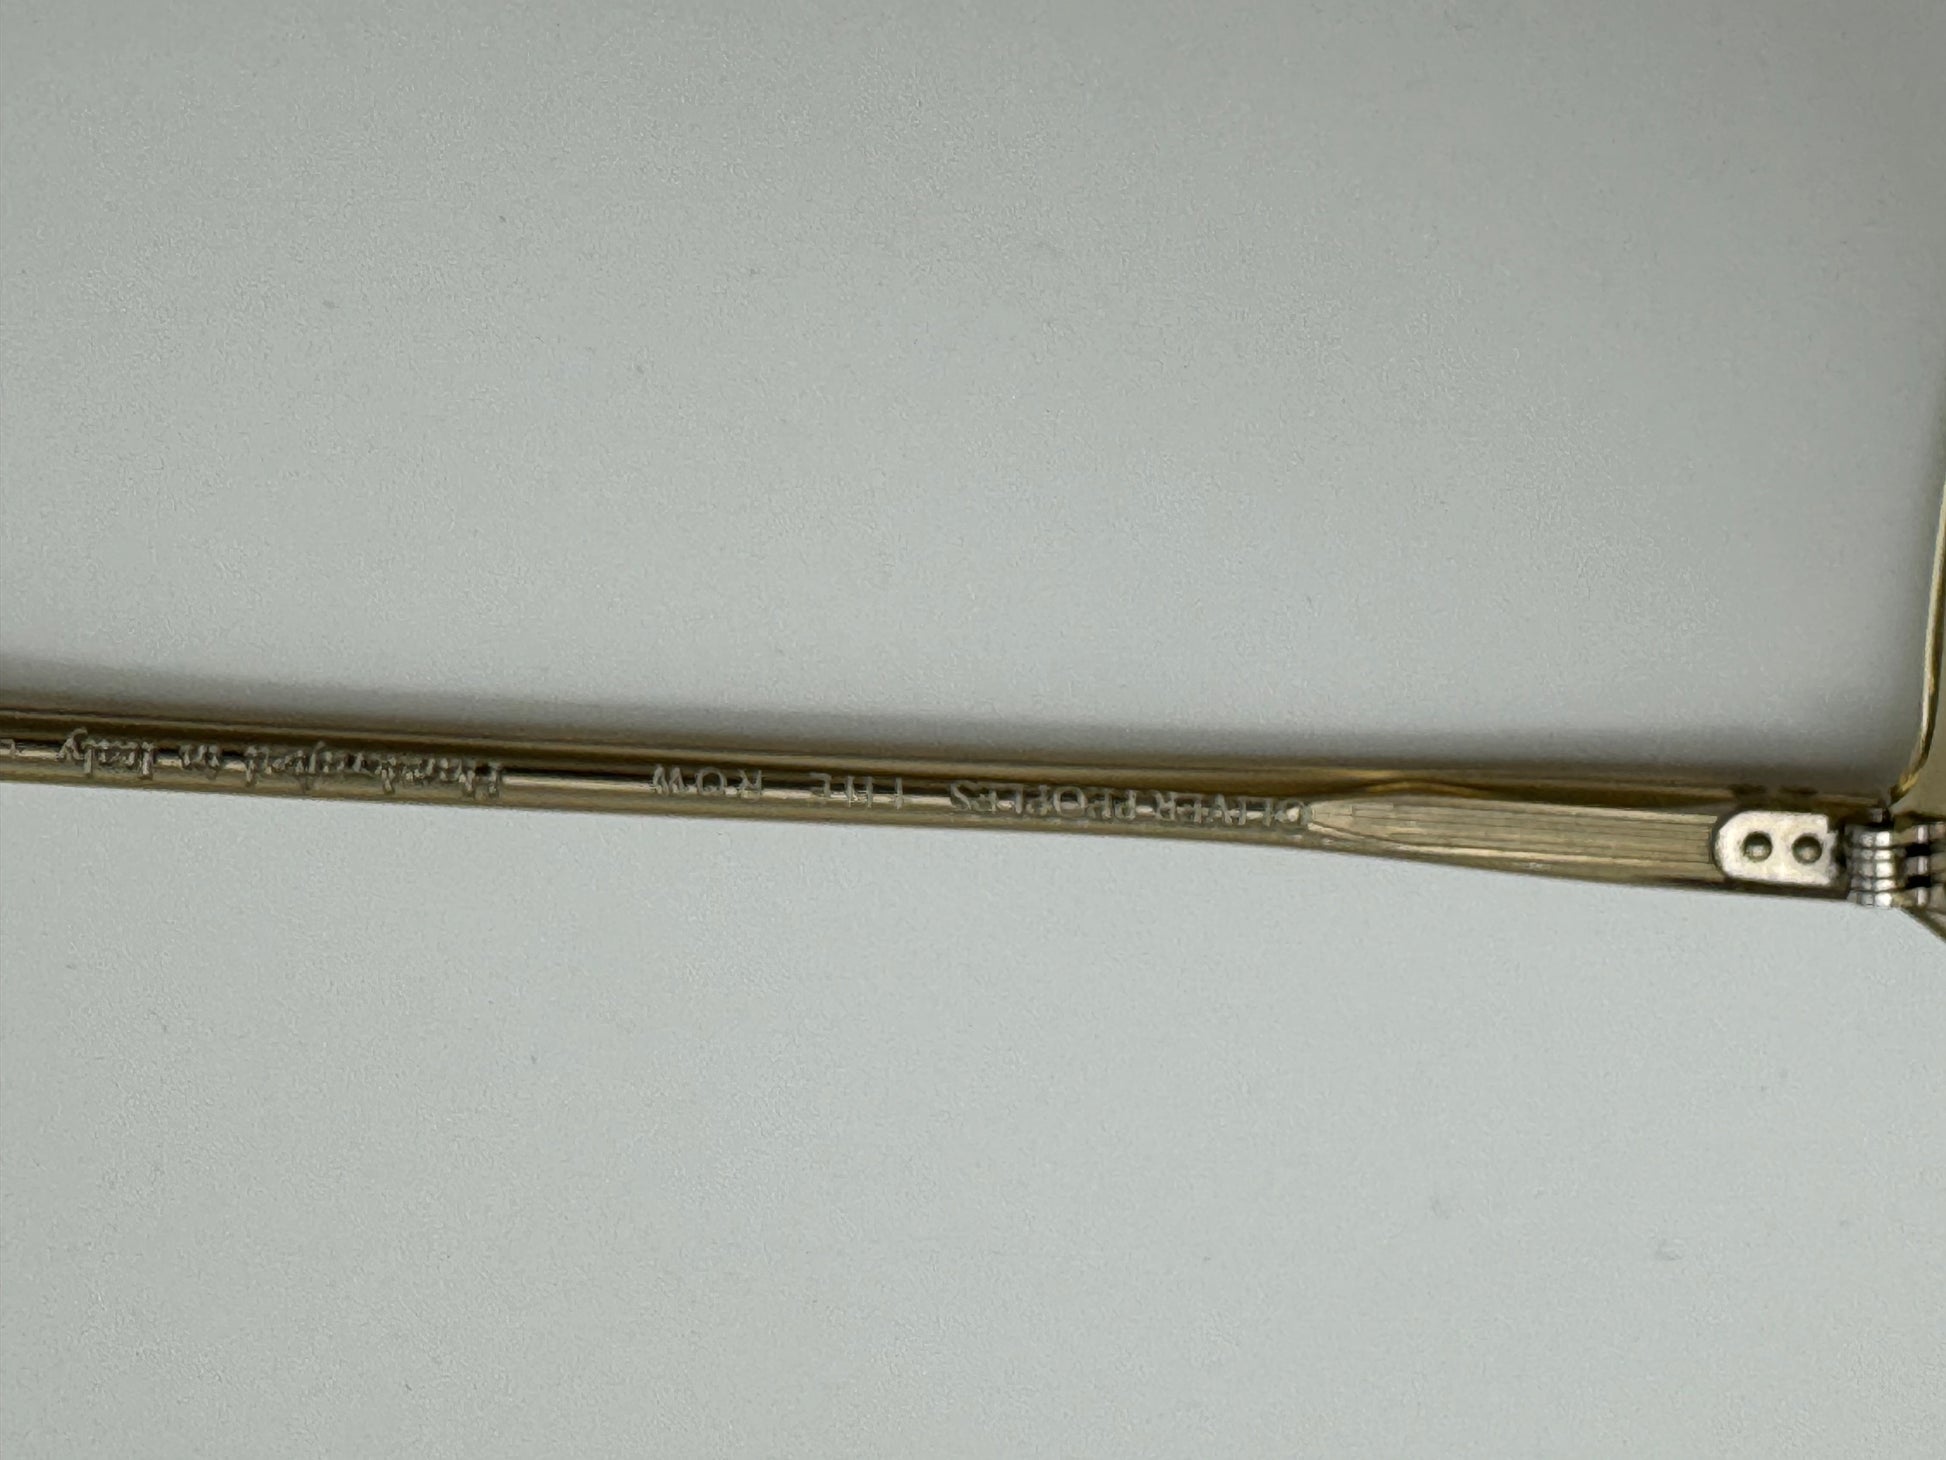 OLIVER PEOPLES THE ROW Handcrafted in Italy